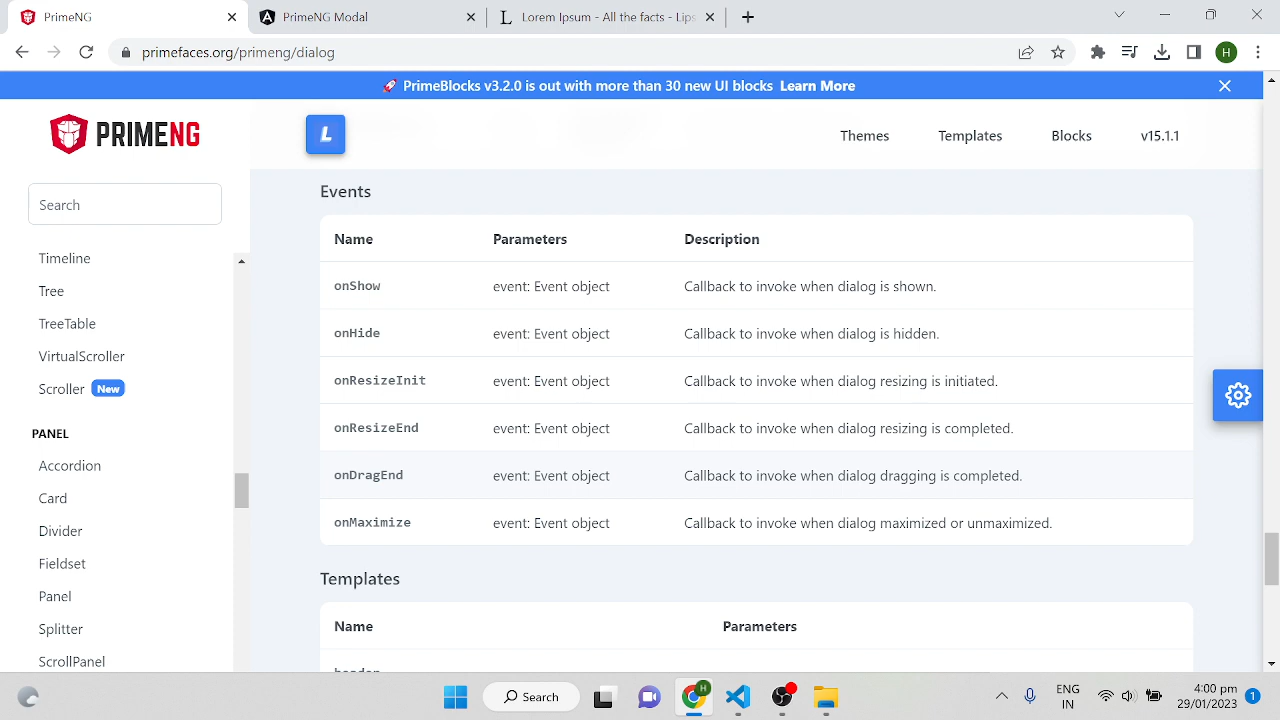 PrimeNG
PrimeNG Modal
Lorem Ipsum - All the facts - Lips
primefaces.org/primeng/dialog
H
🚀 PrimeBlocks v3.2.0 is out with more than 30 new UI blocks Learn More
PRIMENG
L
Themes
Templates
Blocks
v15.1.1
Search
Timeline
Tree
TreeTable
VirtualScroller
Scroller New
PANEL
Accordion
Card
Divider
Fieldset
Panel
Splitter
ScrollPanel
Events
Name Parameters Description
onShow event: Event object Callback to invoke when dialog is shown.
onHide event: Event object Callback to invoke when dialog is hidden.
onResizeInit event: Event object Callback to invoke when dialog resizing is initiated.
onResizeEnd event: Event object Callback to invoke when dialog resizing is completed.
onDragEnd event: Event object Callback to invoke when dialog dragging is completed.
onMaximize event: Event object Callback to invoke when dialog maximized or unmaximized.
Templates
Name Parameters
header
Search
H
ENG
IN
4:00 pm
29/01/2023
1